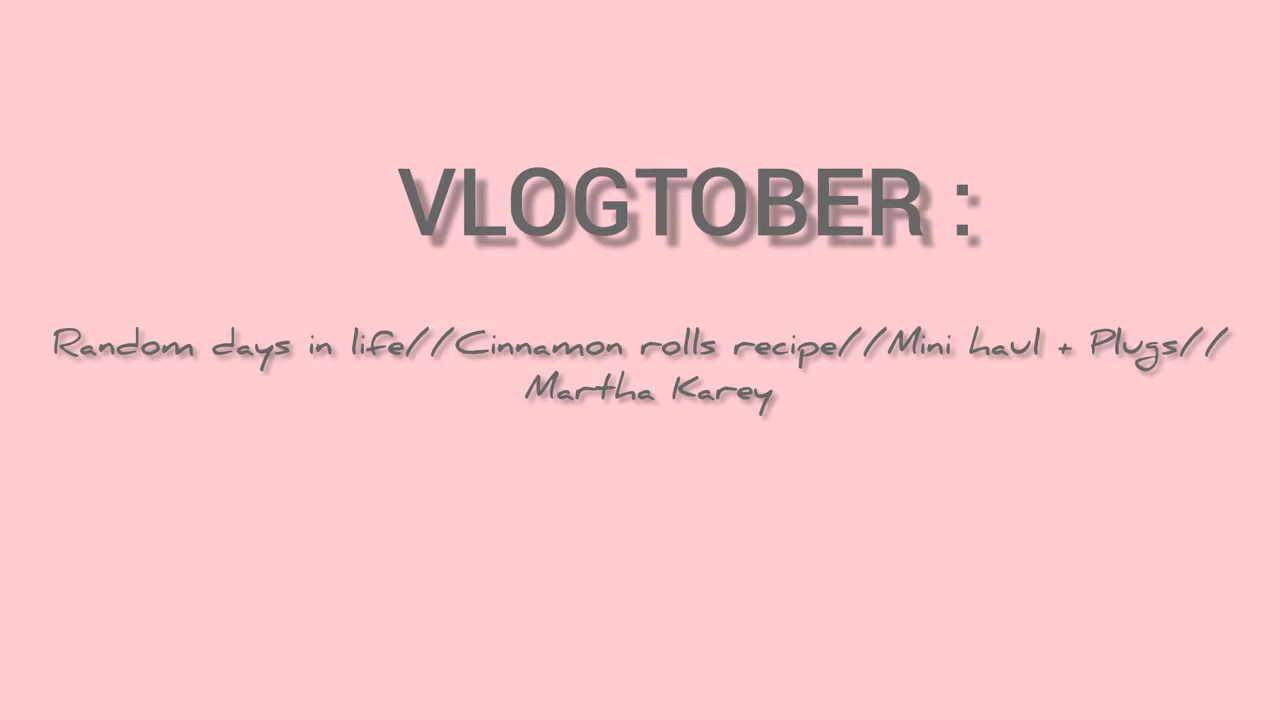 VLOGTOBER :
Random days in life//Cinnamon rolls recipe//Mini haul + Plugs//
Martha Karey